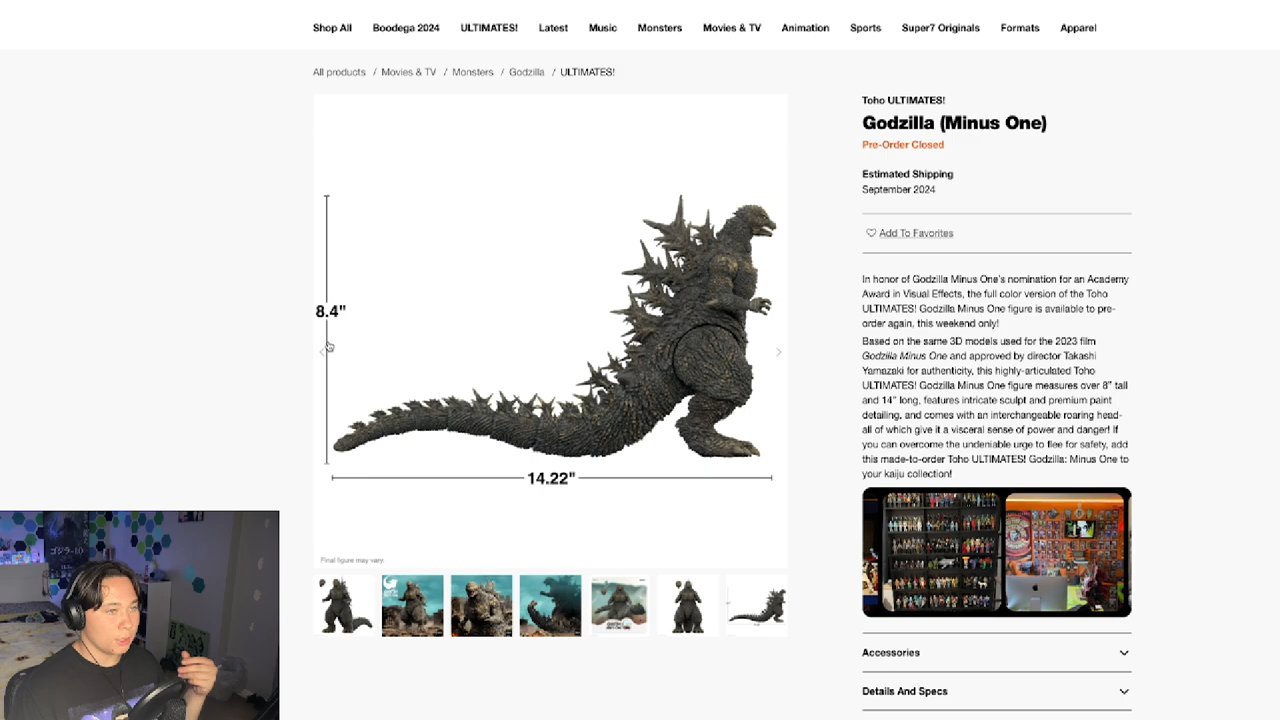 Shop All Boodega 2024 ULTIMATES! Latest Music Monsters Movies & TV Animation Sports Super7 Originals Formats Apparel
All products / Movies & TV / Monsters / Godzilla / ULTIMATES!
8.4"
14.22"
Final figure may vary.
Toho ULTIMATES!
Godzilla (Minus One)
Pre-Order Closed
Estimated Shipping
September 2024
Add To Favorites
In honor of Godzilla Minus One's nomination for an Academy
Award in Visual Effects, the full color version of the Toho
ULTIMATES! Godzilla Minus One figure is available to pre-
order again, this weekend only!
Based on the same 3D models used for the 2023 film
Godzilla Minus One and approved by director Takashi
Yamazaki for authenticity, this highly-articulated Toho
ULTIMATES! Godzilla Minus One figure measures over 8" tall
and 14" long, features intricate sculpt and premium paint
detailing, and comes with an interchangeable roaring head-
all of which give it a visceral sense of power and danger! If
you can overcome the undeniable urge to flee for safety, add
this made-to-order Toho ULTIMATES! Godzilla: Minus One to
your kaiju collection!
Accessories
Details And Specs
ゴジラ-1.0